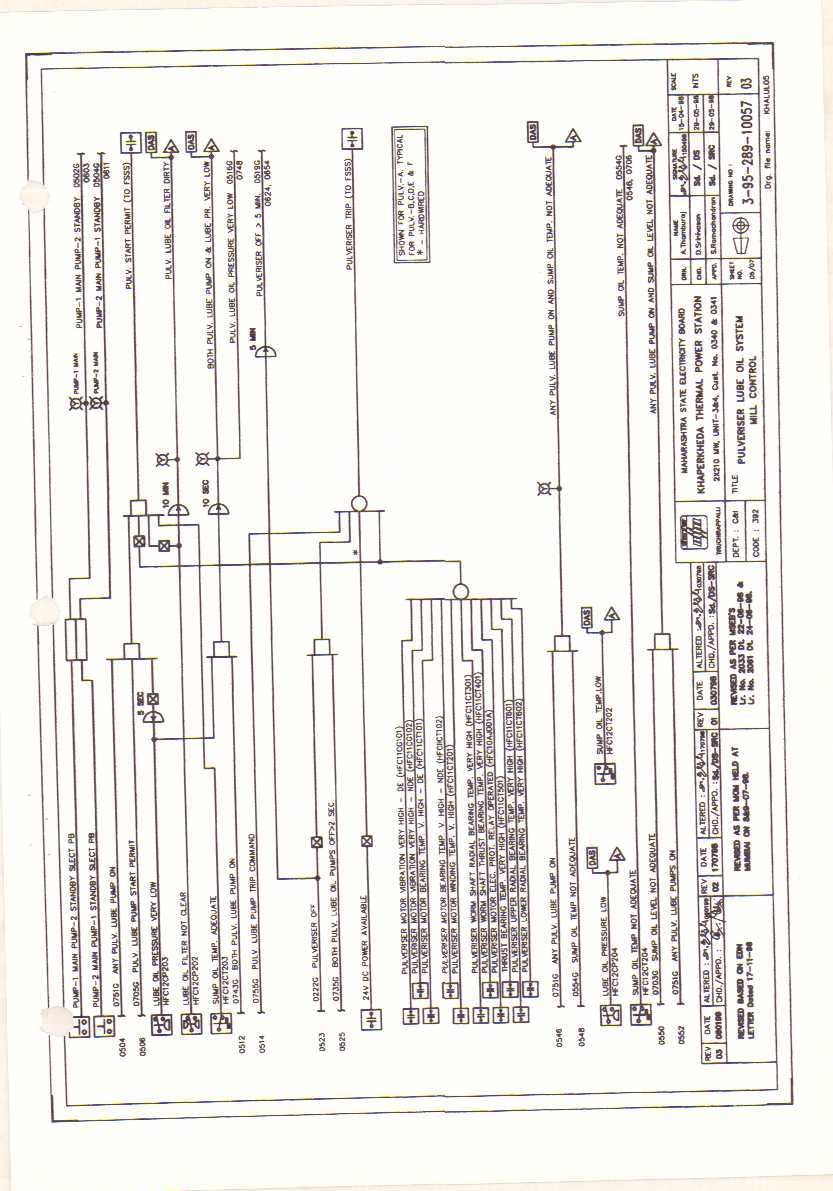 PUMP-1 MAIN PUMP-2 STANDBY SLECT PB
PUMP-2 MAIN PUMP-1 STANDBY SLECT PB
PUMP-1 MAIN
PUMP-2 MAIN
PUMP-1 MAIN PUMP-2 STANDBY 0502G
0603
PUMP-2 MAIN PUMP-1 STANDBY 0504G
0611
0751G ANY PULV. LUBE PUMP ON
0504
0705G PULV. LUBE PUMP START PERMIT
0506
5 SEC
LUBE OIL PRESSURE VERY LOW
HFC12CP203
LUBE OIL FILTER NOT CLEAR
HFC12CP202
SUMP OIL TEMP. ADEQUATE
HFC12CT203
0743G BOTH PULV. LUBE PUMP ON
0512
0755G PULV. LUBE PUMP TRIP COMMAND
0514
10 MIN
10 SEC
PULV. START PERMIT (TO FSSS)
PULV. LUBE OIL FILTER DIRTY
DAS
A
BOTH PULV. LUBE PUMP ON & LUBE PR. VERY LOW
DAS
A
PULV. LUBE OIL PRESSURE VERY LOW 0516G
0748
5 MIN
PULVERISER OFF > 5 MIN. 0519G
0624, 0654
0222G PULVERISER OFF
0523
0735G BOTH PULV. LUBE OIL PUMPS OFF>2 SEC
0525
24V DC POWER AVAILABLE
*
PULVERISER TRIP (TO FSSS)
SHOWN FOR PULV.-A, TYPICAL
FOR PULV.-B,C,D,E & F
* - HARDWIRED
PULVERISER MOTOR VIBRATION VERY HIGH - DE (HFC11CG101)
PULVERISER MOTOR VIBRATION VERY HIGH - NDE (HFC11CG102)
PULVERISER MOTOR BEARING TEMP V. HIGH - DE (HFC11CT101)
PULVERISER MOTOR BEARING TEMP V. HIGH - NDE (HFC11CT102)
PULVERISER MOTOR WINDING TEMP. V. HIGH (HFC11CT201)
PULVERISER WORM SHAFT RADIAL BEARING TEMP. VERY HIGH (HFC11CT301)
PULVERISER WORM SHAFT THRUST BEARING TEMP. VERY HIGH (HFC11CT401)
PULVERISER MOTOR ELEC. PROT. RELAY OPERATED (HFC10AJ001A)
THRUST BEARING TEMP. VERY HIGH (HFC11CT501)
PULVERISER UPPER RADIAL BEARING TEMP. VERY HIGH (HFC11CT601)
PULVERISER LOWER RADIAL BEARING TEMP. VERY HIGH (HFC11CT602)
0751G ANY PULV. LUBE PUMP ON
0546
0554G SUMP OIL TEMP NOT ADEQUATE
0548
ANY PULV. LUBE PUMP ON AND SUMP OIL TEMP. NOT ADEQUATE
DAS
A
LUBE OIL PRESSURE LOW
HFC12CP204
DAS
A
SUMP OIL TEMP.LOW
HFC12CT202
DAS
A
SUMP OIL TEMP NOT ADEQUATE
HFC12CT204
SUMP OIL TEMP. NOT ADEQUATE 0554G
0546, 0706
0703G SUMP OIL LEVEL NOT ADEQUATE
0550
0751G ANY PULV. LUBE PUMPS ON
0552
ANY PULV. LUBE PUMP ON AND SUMP OIL LEVEL NOT ADEQUATE
DAS
A
REV DATE ALTERED :
03 080199 CHD./APPO. :
REVISED BASED ON EDN
LETTER Dated 17-11-98
REV DATE ALTERED : 170798
02 170798 CHD./APPO. : Sd./DS-SRC
REVISED AS PER MOM HELD AT
MUMBAI ON 8&9-07-98.
REV DATE ALTERED : 030798
01 030798 CHD./APPO. : Sd./DS-SRC
REVISED AS PER MSEB'S
Lr. No. 2033 Dt. 22-06-98 &
Lr. No. 2061 Dt. 24-06-98.
TIRUCHIRAPPALLI
DEPT. : C&I
CODE : 392
MAHARASHTRA STATE ELECTRICITY BOARD
KHAPERKHEDA THERMAL POWER STATION
2X210 MW, UNIT-3&4, Cust. No. 0340 & 0341
TITLE
PULVERISER LUBE OIL SYSTEM
MILL CONTROL
NAME SIGNATURE DATE SCALE
DRN. A.Thamburaj 15-04-98 NTS
CHD. D.Srinivasan Sd. / DS 29-05-98
APPD. S.Ramachandran Sd. / SRC 29-05-98
SHEET NO. 05/07
DRAWING NO :
3-95-289-10057
REV
03
Drg. file name: KHALUL05